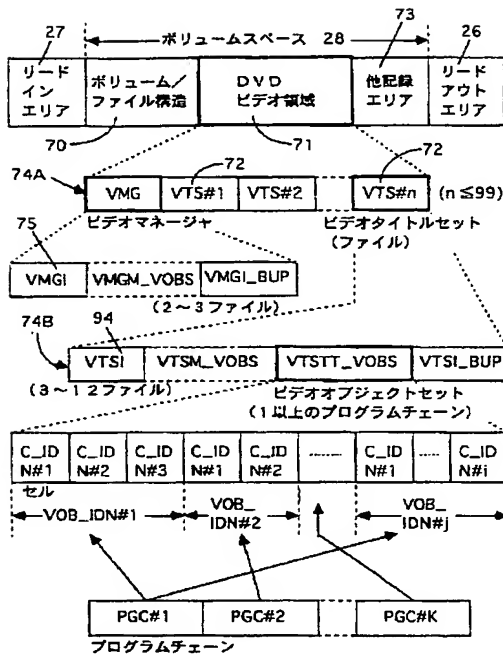 27
ボリュームスペース 28
73
26
リード
イン
エリア
ボリューム/
ファイル構造
DVD
ビデオ領域
他記録
エリア
リード
アウト
エリア
70
71
74A
72
72
VMG
VTS#1
VTS#2
VTS#n
(n≦99)
ビデオマネージャ
ビデオタイトルセット
(ファイル)
75
VMGI
VMGM_VOBS
VMGI_BUP
(2〜3ファイル)
74B
94
VTSI
VTSM_VOBS
VTSTT_VOBS
VTSI_BUP
(3〜12ファイル)
ビデオオブジェクトセット
(1以上のプログラムチェーン)
C_ID
N#1
C_ID
N#2
C_ID
N#3
C_ID
N#1
C_ID
N#2
C_ID
N#1
C_ID
N#i
セル
VOB_IDN#1
VOB_
IDN#2
VOB_
IDN#j
PGC#1
PGC#2
PGC#K
プログラムチェーン